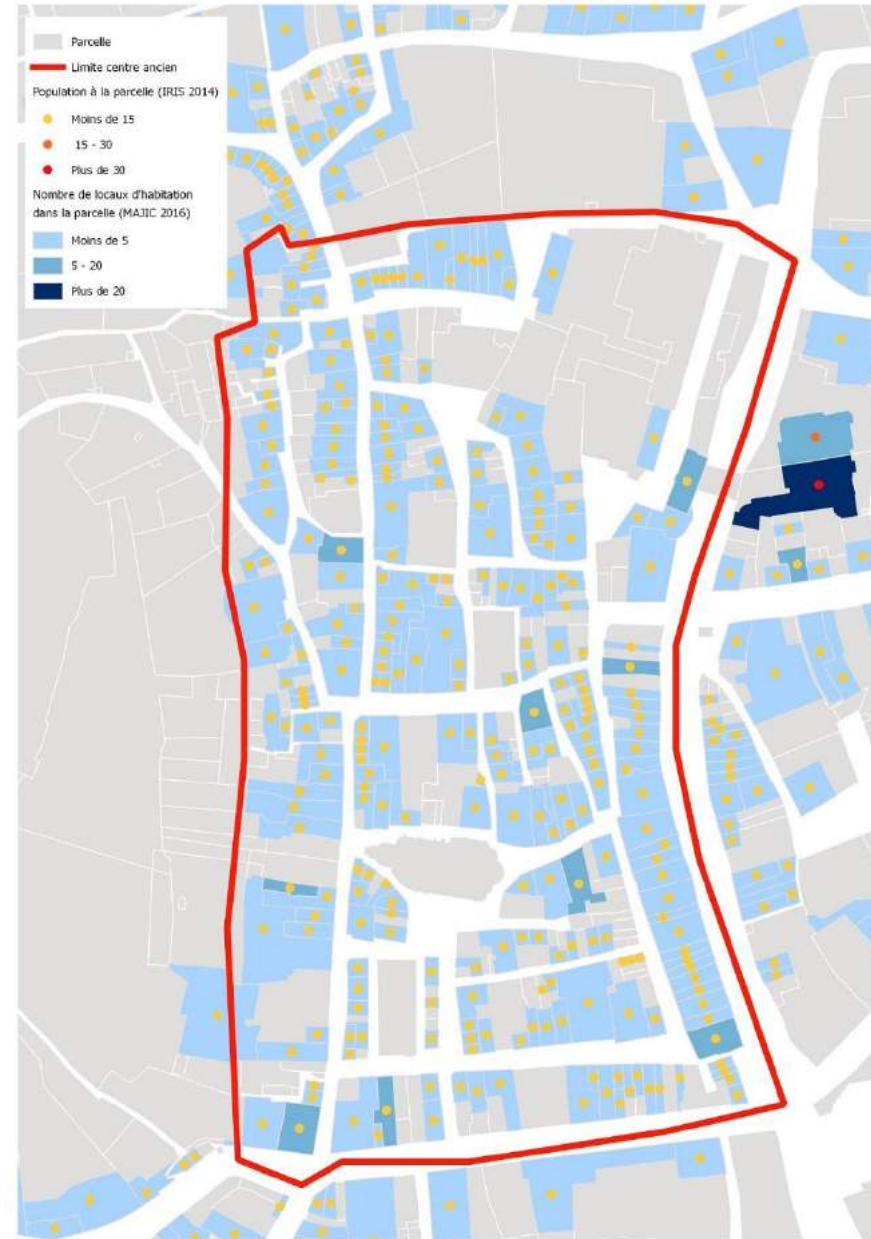 Parcelle
Limite centre ancien
Population à la parcelle (IRIS 2014)
Moins de 15
15 - 30
Plus de 30
Nombre de locaux d'habitation
dans la parcelle (MAJIC 2016)
Moins de 5
5 - 20
Plus de 20